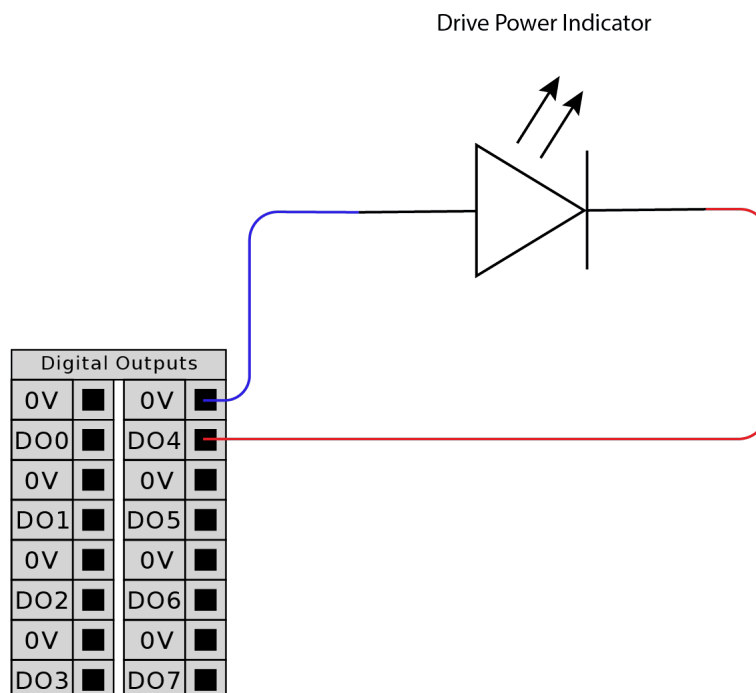 Drive Power Indicator
Digital Outputs
0V 0V
DO0 DO4
0V 0V
DO1 DO5
0V 0V
DO2 DO6
0V 0V
DO3 DO7